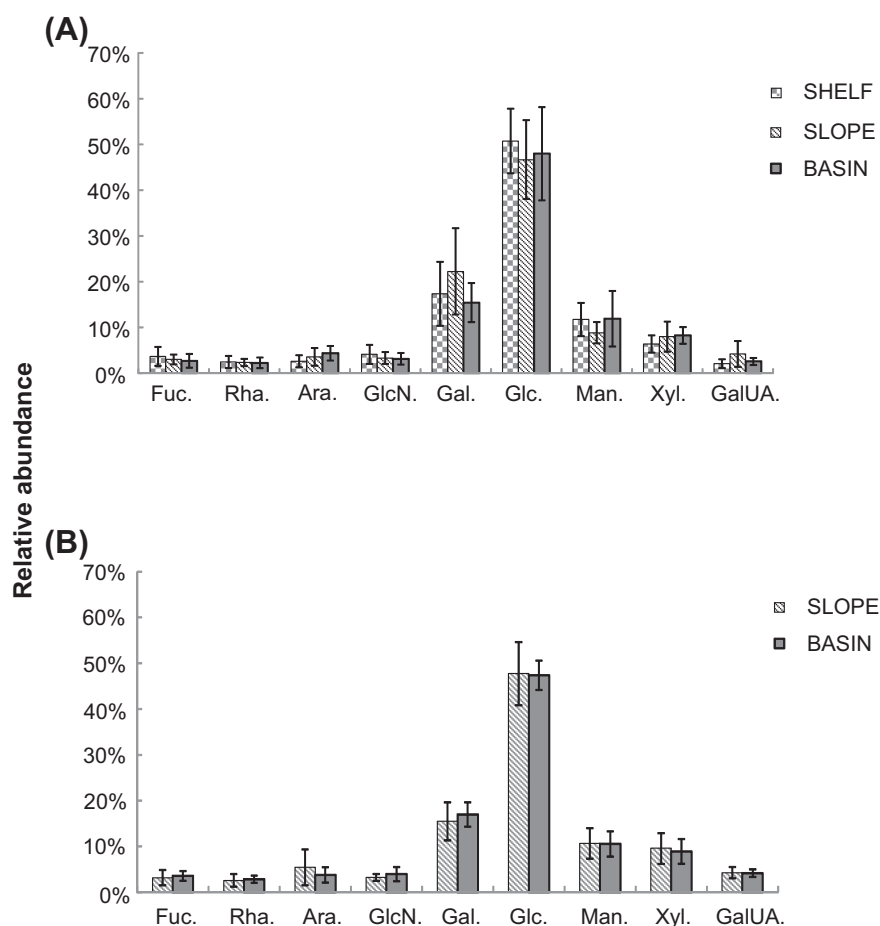 (A)
70%
60%
50%
40%
30%
20%
10%
0%
Fuc. Rha. Ara. GlcN. Gal. Glc. Man. Xyl. GalUA.
SHELF
SLOPE
BASIN
Relative abundance
(B)
70%
60%
50%
40%
30%
20%
10%
0%
Fuc. Rha. Ara. GlcN. Gal. Glc. Man. Xyl. GalUA.
SLOPE
BASIN